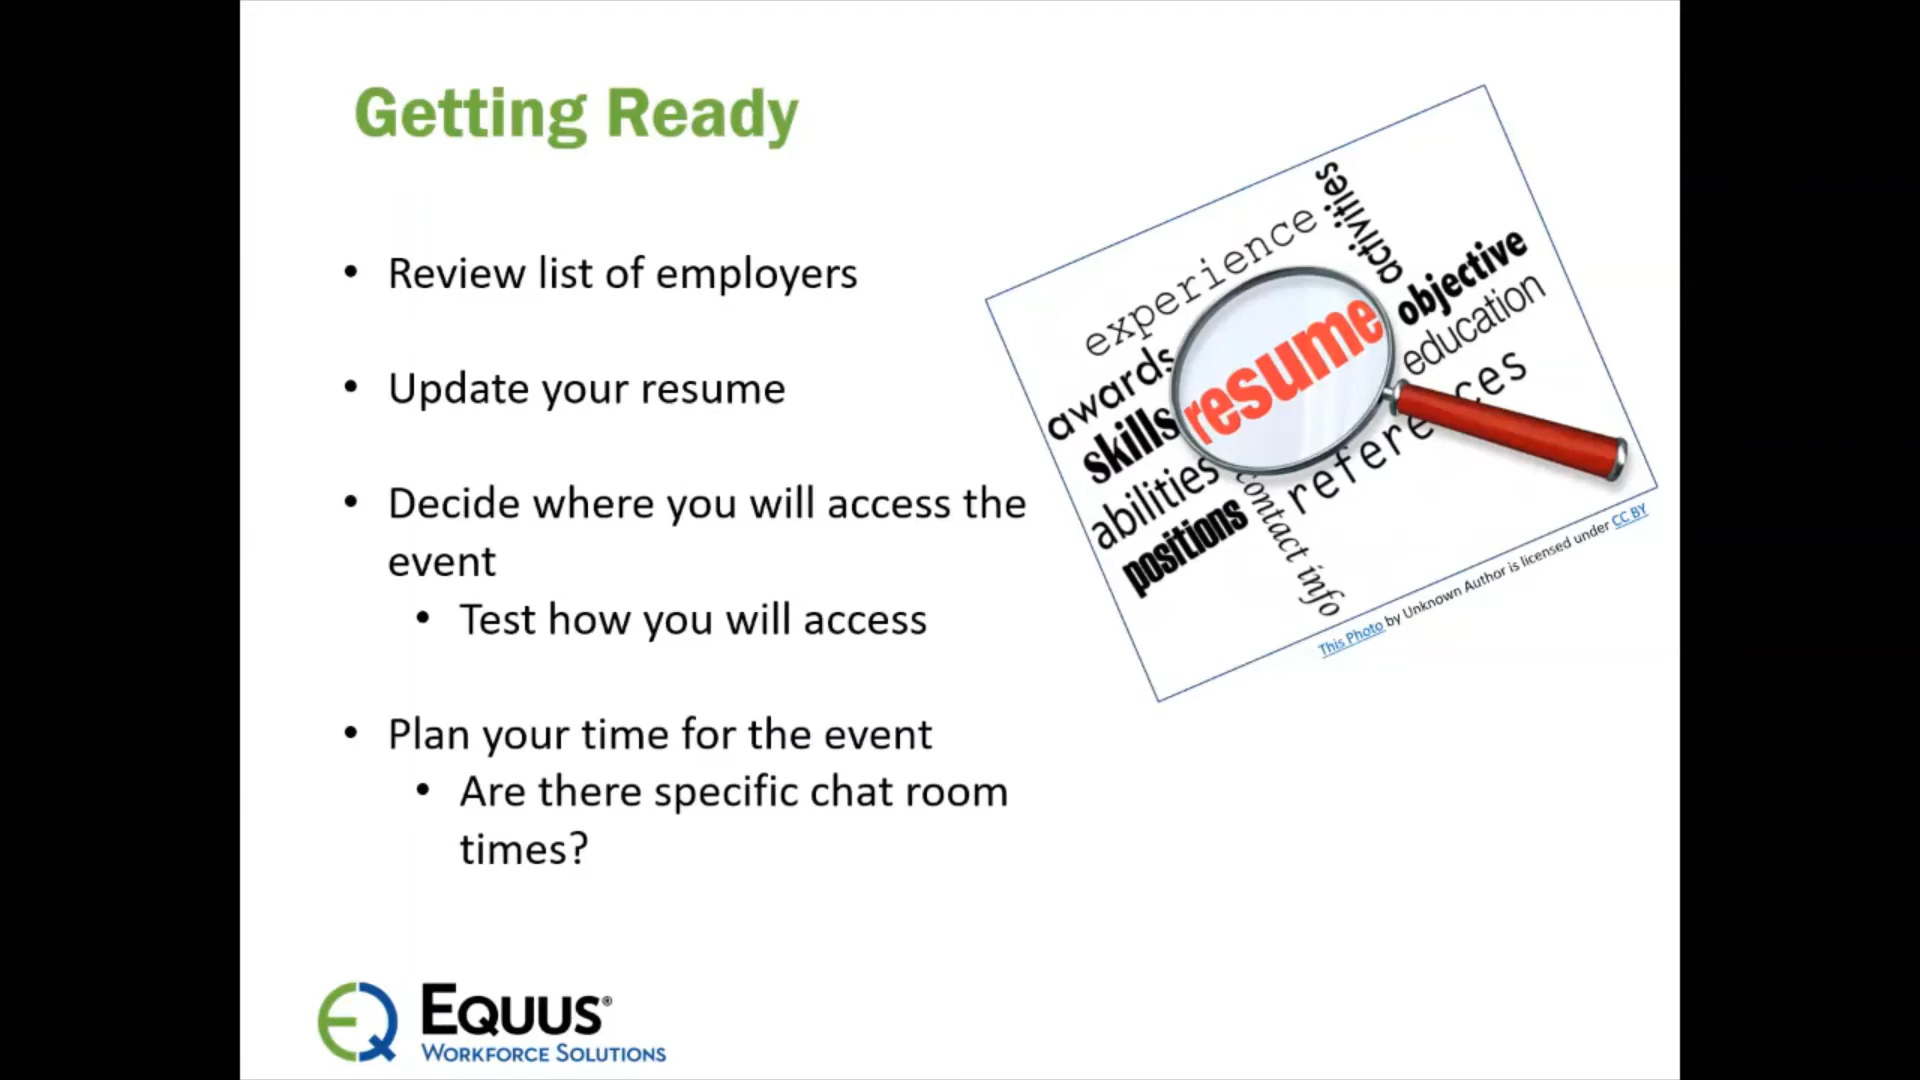 Getting Ready
• Review list of employers
• Update your resume
• Decide where you will access the
event
• Test how you will access
• Plan your time for the event
• Are there specific chat room
times?
experience
activities
objective
education
awards
resume
skills
references
abilities
positions
contact info
This Photo by Unknown Author is licensed under CC BY
EQ
EQUUS®
WORKFORCE SOLUTIONS